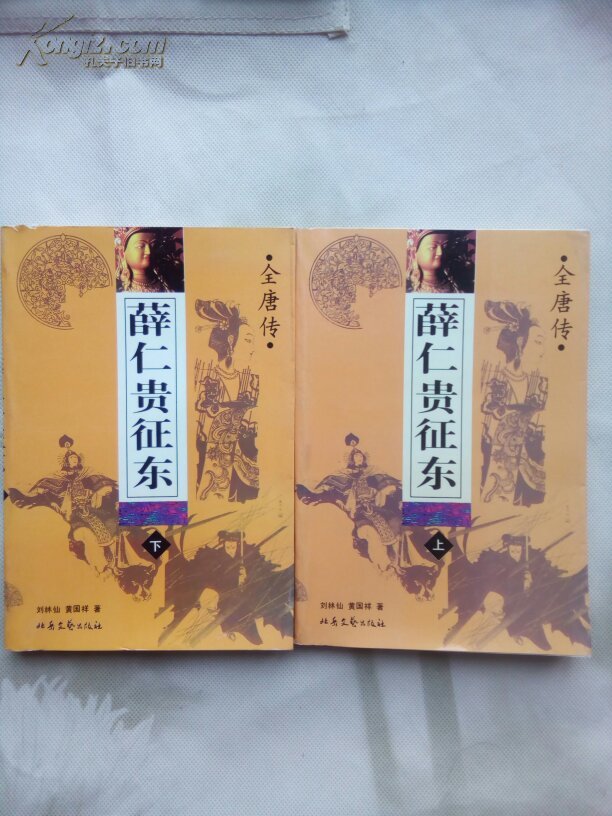 Kongfz.com
孔夫子旧书网
·全唐传·
薛仁贵征东
下
刘林仙 黄国祥 著
北岳文艺出版社
·全唐传·
薛仁贵征东
上
刘林仙 黄国祥 著
北岳文艺出版社